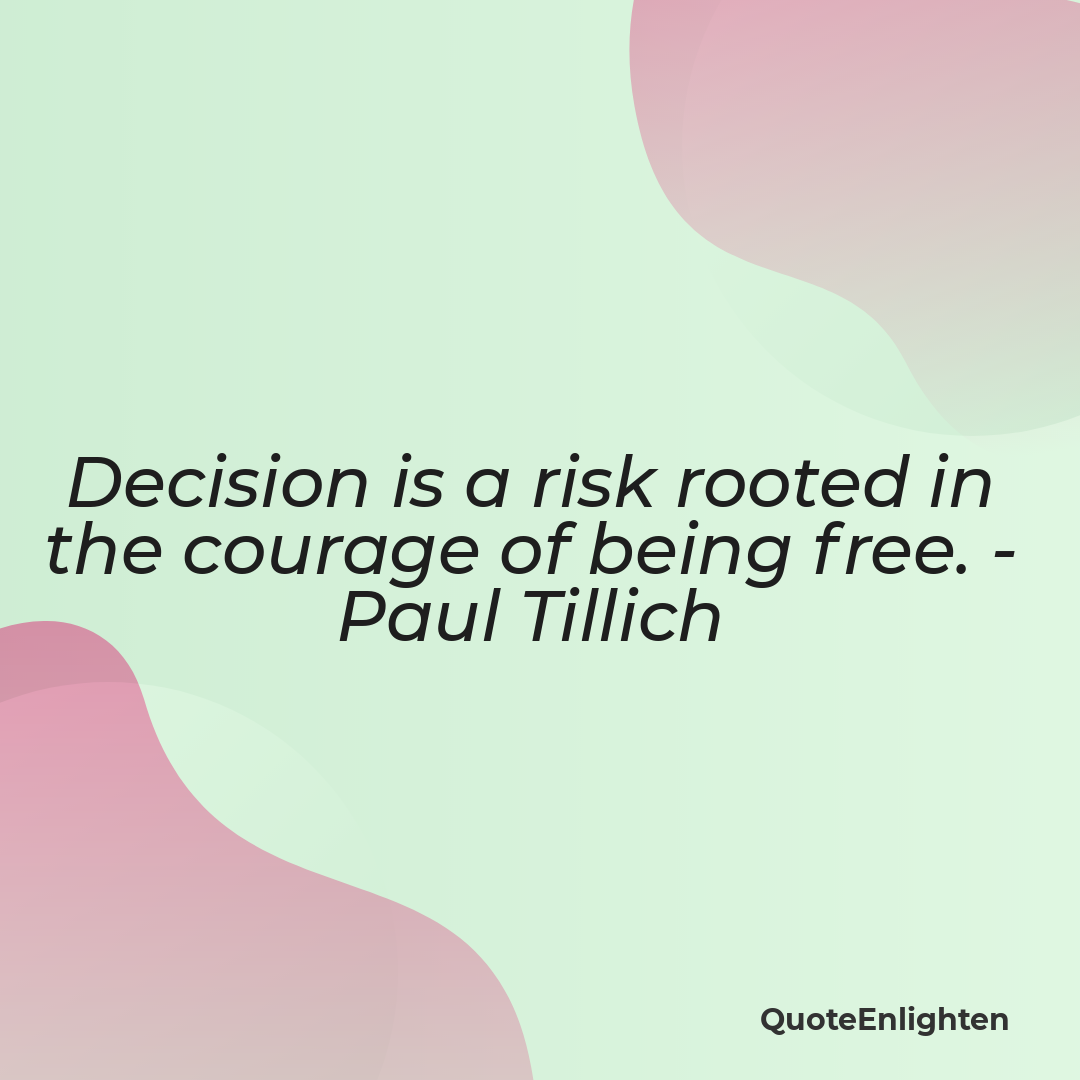 Decision is a risk rooted in
the courage of being free. -
Paul Tillich
QuoteEnlighten